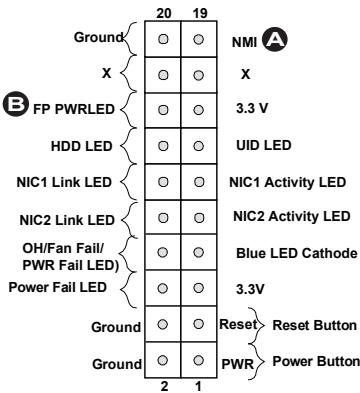 20 19
Ground NMI A
X X
B FP PWRLED 3.3 V
HDD LED UID LED
NIC1 Link LED NIC1 Activity LED
NIC2 Link LED NIC2 Activity LED
OH/Fan Fail/
PWR Fail LED) Blue LED Cathode
Power Fail LED 3.3V
Ground Reset Reset Button
Ground PWR Power Button
2 1